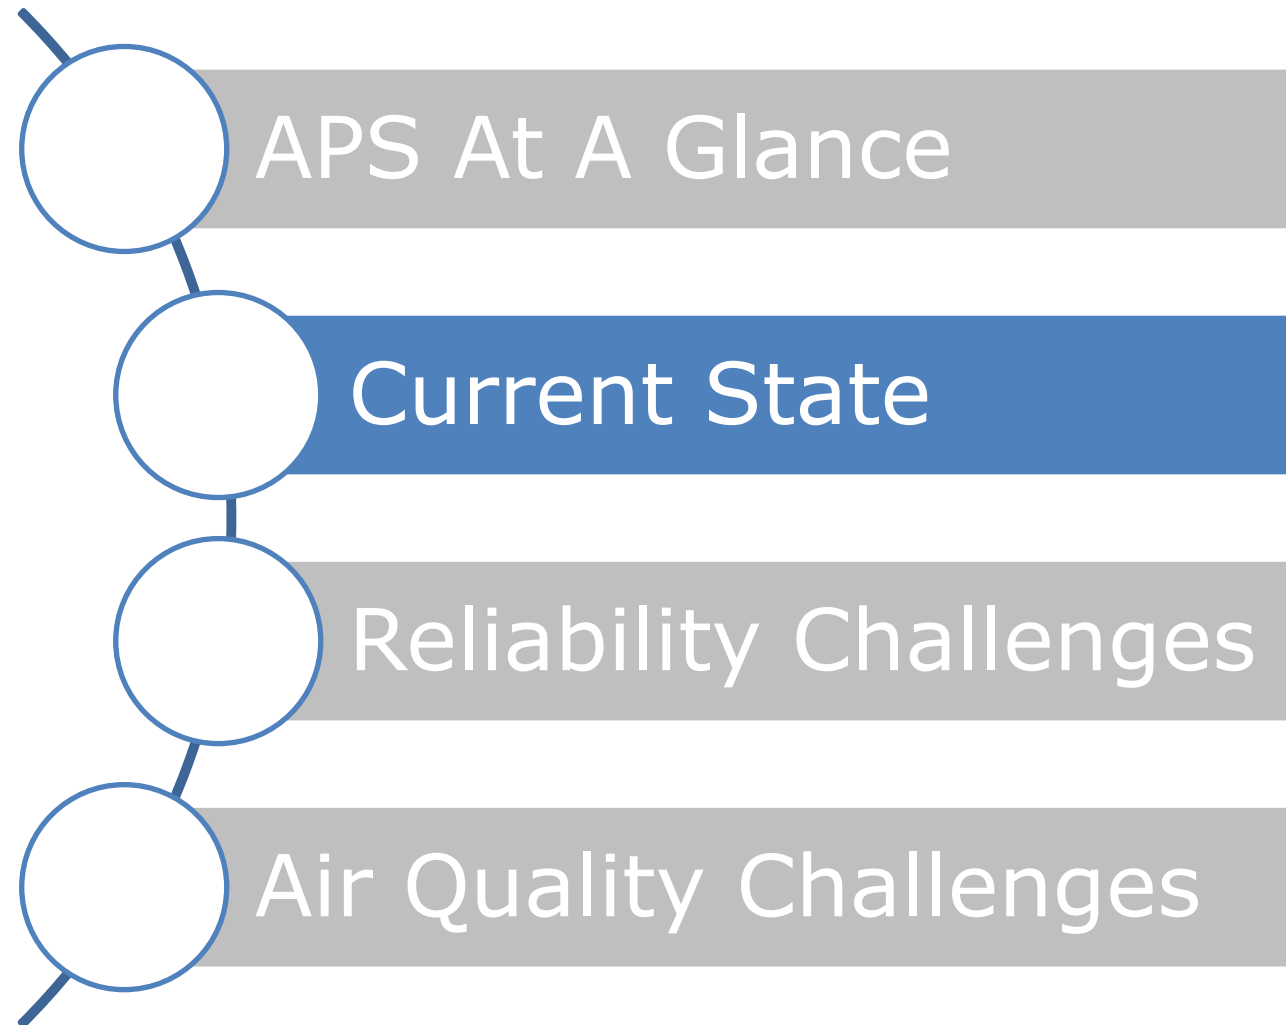 APS At A Glance
Current State
Reliability Challenges
Air Quality Challenges